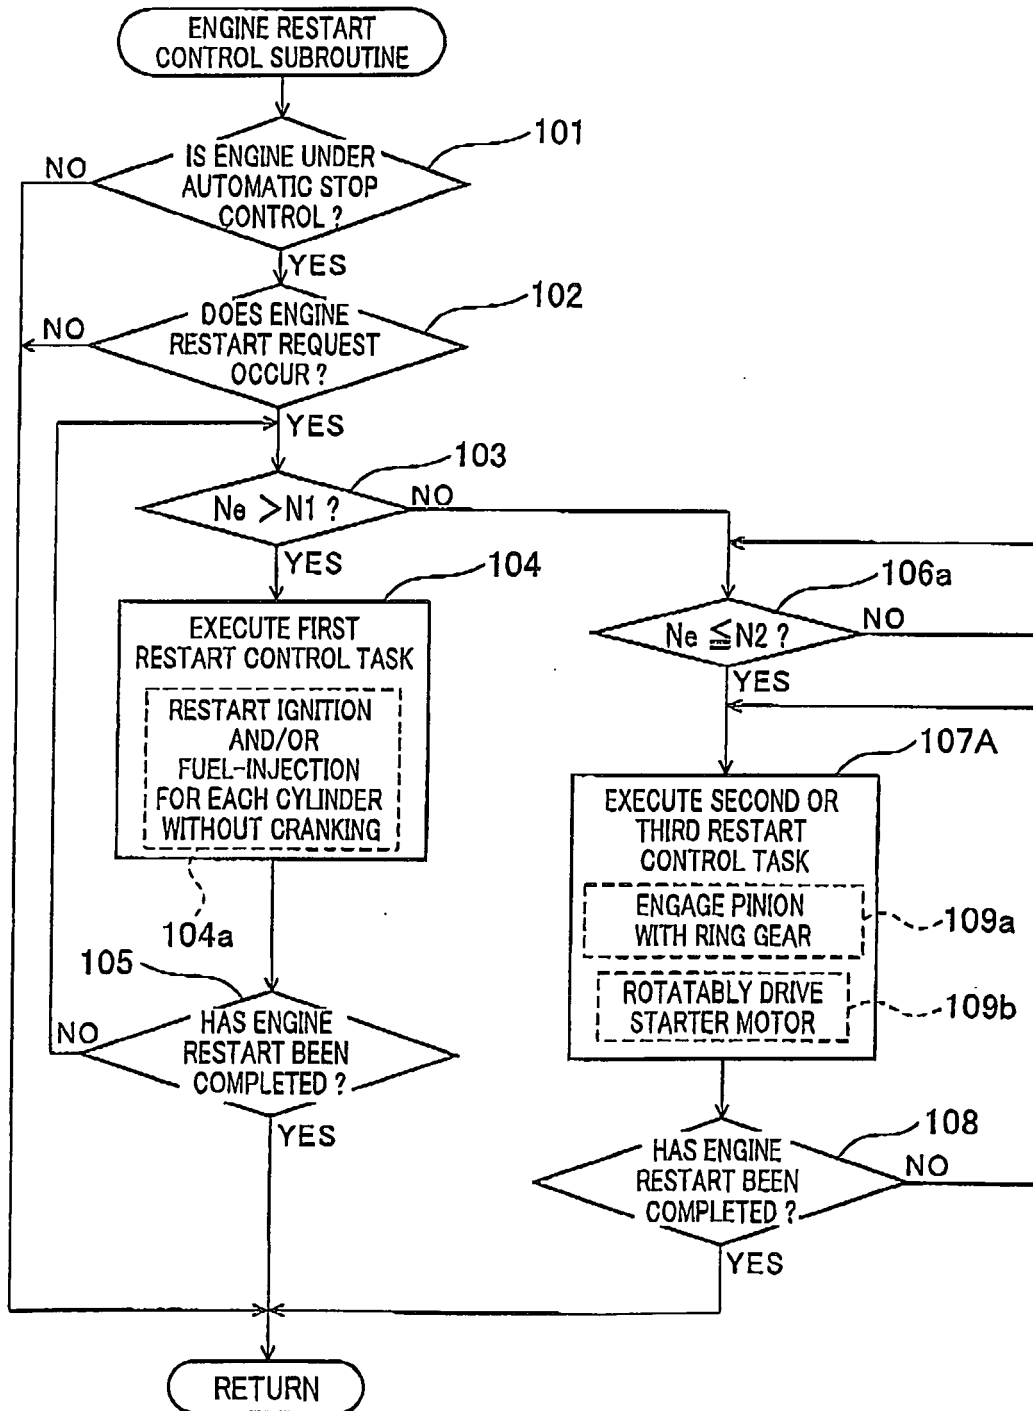 ENGINE RESTART
CONTROL SUBROUTINE
101
NO
IS ENGINE UNDER
AUTOMATIC STOP
CONTROL ?
YES
102
NO
DOES ENGINE
RESTART REQUEST
OCCUR ?
YES
103
Ne >N1 ?
NO
YES
104
EXECUTE FIRST
RESTART CONTROL TASK
RESTART IGNITION
AND/OR
FUEL-INJECTION
FOR EACH CYLINDER
WITHOUT CRANKING
104a
105
NO
HAS ENGINE
RESTART BEEN
COMPLETED ?
YES
106a
Ne ≦N2 ?
NO
YES
107A
EXECUTE SECOND OR
THIRD RESTART
CONTROL TASK
ENGAGE PINION
WITH RING GEAR
109a
ROTATABLY DRIVE
STARTER MOTOR
109b
108
HAS ENGINE
RESTART BEEN
COMPLETED ?
NO
YES
RETURN